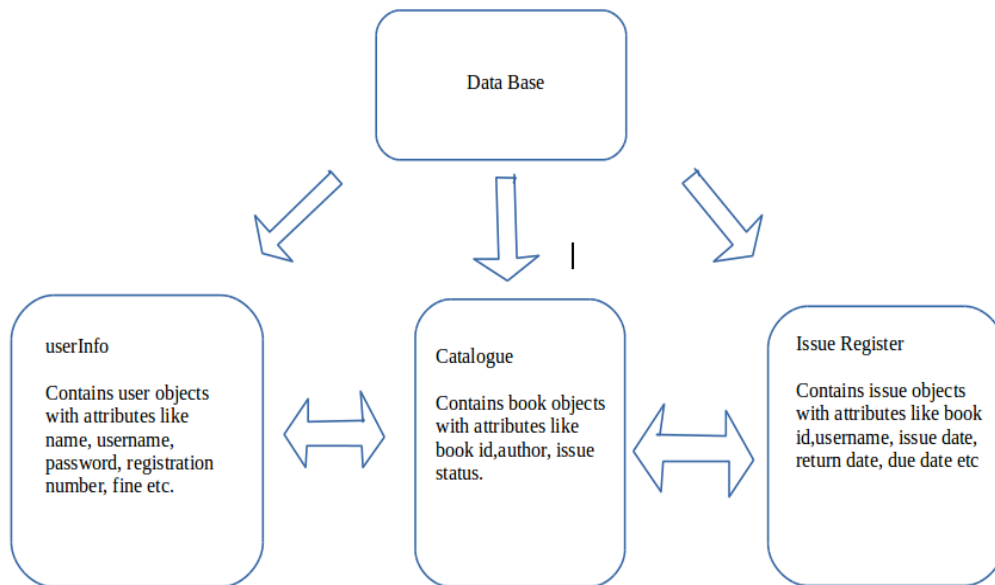 Data Base
userInfo
Contains user objects
with attributes like
name, username,
password, registration
number, fine etc.
Catalogue
Contains book objects
with attributes like
book id,author, issue
status.
Issue Register
Contains issue objects
with attributes like book
id,username, issue date,
return date, due date etc